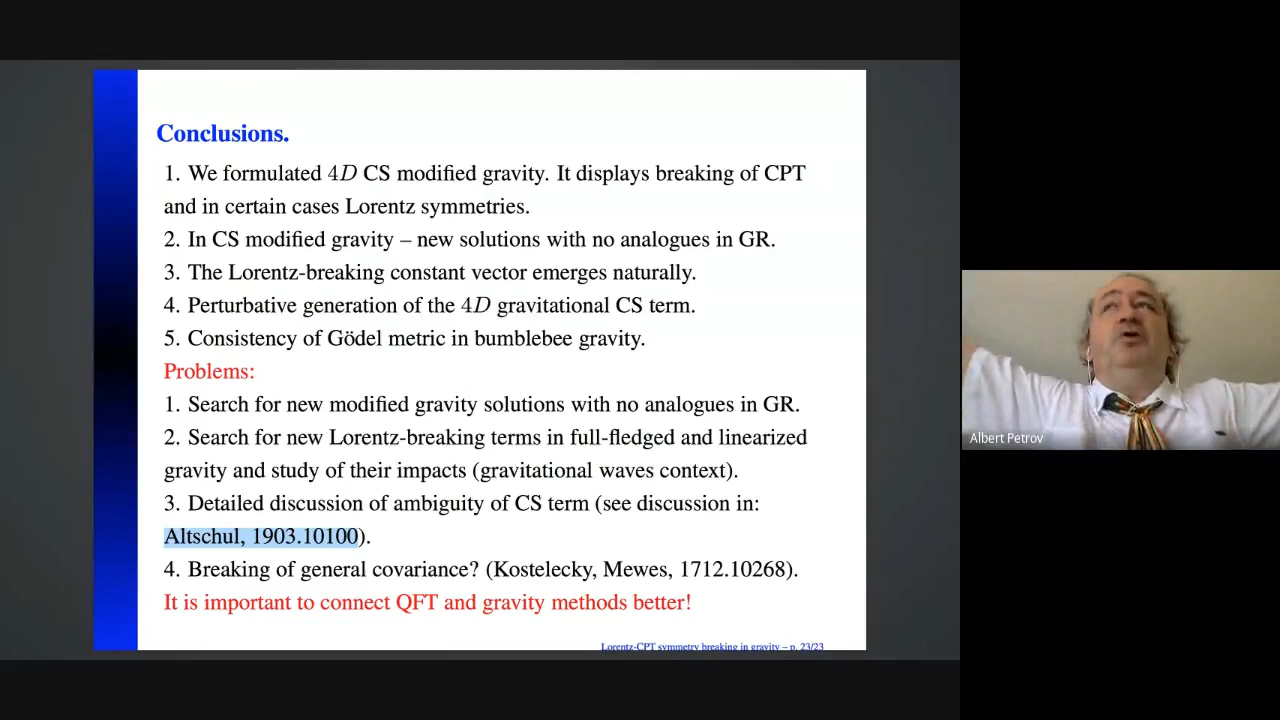 Conclusions.
1. We formulated 4D CS modified gravity. It displays breaking of CPT
and in certain cases Lorentz symmetries.
2. In CS modified gravity – new solutions with no analogues in GR.
3. The Lorentz-breaking constant vector emerges naturally.
4. Perturbative generation of the 4D gravitational CS term.
5. Consistency of Gödel metric in bumblebee gravity.
Problems:
1. Search for new modified gravity solutions with no analogues in GR.
2. Search for new Lorentz-breaking terms in full-fledged and linearized
gravity and study of their impacts (gravitational waves context).
3. Detailed discussion of ambiguity of CS term (see discussion in:
Altschul, 1903.10100).
4. Breaking of general covariance? (Kostelecky, Mewes, 1712.10268).
It is important to connect QFT and gravity methods better!
Lorentz-CPT symmetry breaking in gravity – p. 23/23
Albert Petrov